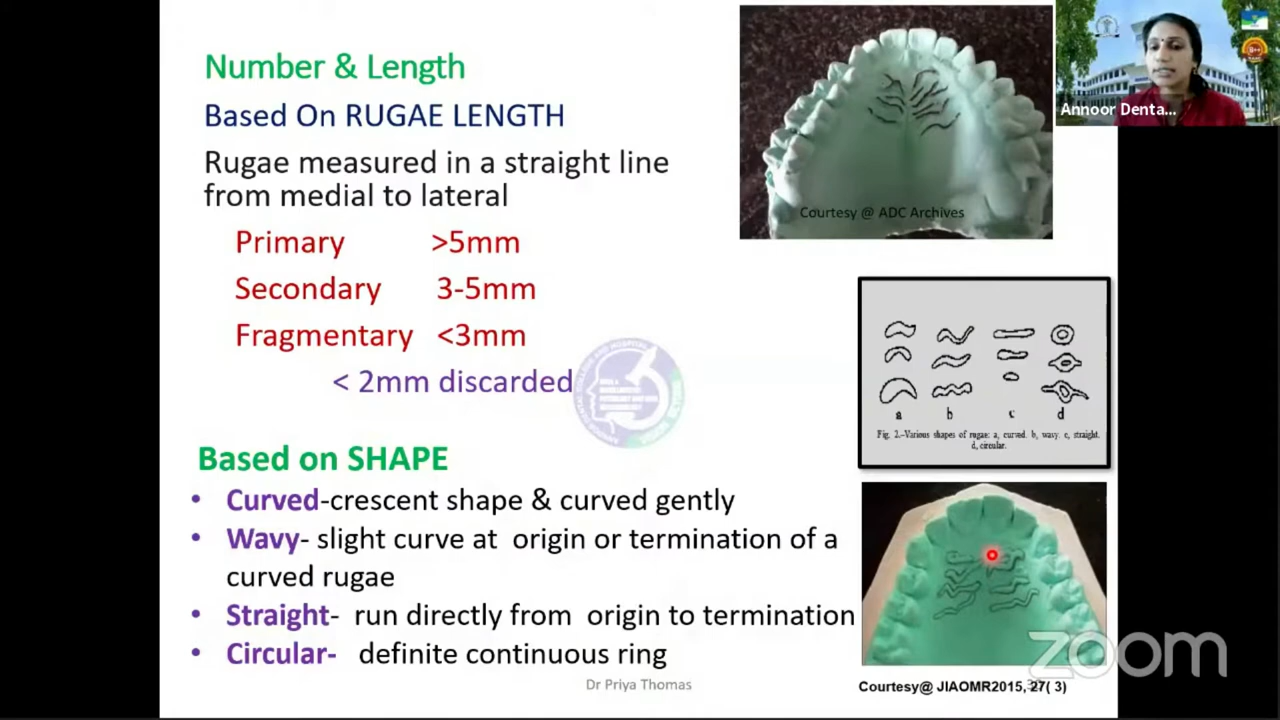 Number & Length
Based On RUGAE LENGTH
Rugae measured in a straight line
from medial to lateral
Primary >5mm
Secondary 3-5mm
Fragmentary <3mm
< 2mm discarded
Based on SHAPE
• Curved-crescent shape & curved gently
• Wavy- slight curve at origin or termination of a
curved rugae
• Straight- run directly from origin to termination
• Circular- definite continuous ring
Dr Priya Thomas
Courtesy @ ADC Archives
Annoor Denta...
a b c d
Fig. 2.–Various shapes of rugae: a, curved. b, wavy. c, straight.
d, circular.
zoom
Courtesy@ JIAOMR2015, 27( 3)